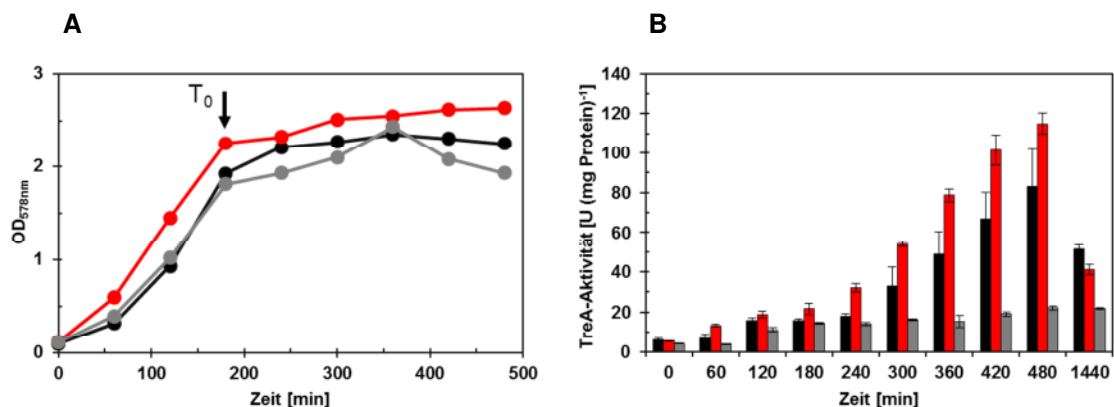 A
B
3
2
1
0
T0
OD578nm
0 100 200 300 400 500
Zeit [min]
140
120
100
80
60
40
20
0
TreA-Aktivität [U (mg Protein)-1]
0 60 120 180 240 300 360 420 480 1440
Zeit [min]